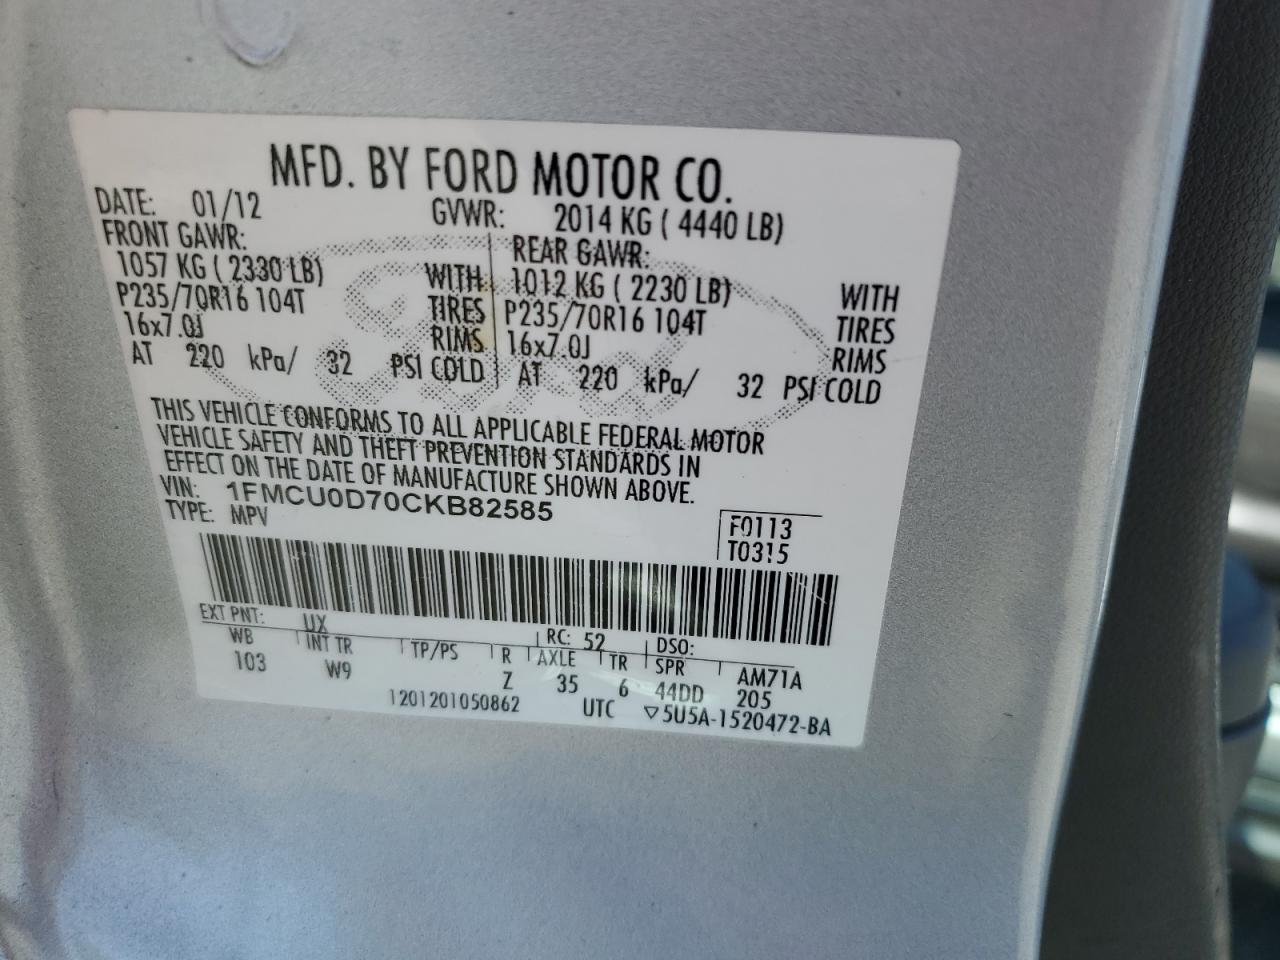 MFD. BY FORD MOTOR CO.
DATE: 01/12 GVWR: 2014 KG ( 4440 LB)
FRONT GAWR: REAR GAWR:
1057 KG ( 2330 LB) WITH 1012 KG ( 2230 LB) WITH
P235/70R16 104T TIRES P235/70R16 104T TIRES
16x7.0J RIMS 16x7.0J RIMS
AT 220 kPa/ 32 PSI COLD AT 220 kPa/ 32 PSI COLD
THIS VEHICLE CONFORMS TO ALL APPLICABLE FEDERAL MOTOR
VEHICLE SAFETY AND THEFT PREVENTION STANDARDS IN
EFFECT ON THE DATE OF MANUFACTURE SHOWN ABOVE.
VIN: 1FMCU0D70CKB82585
TYPE: MPV
F0113
T0315
EXT PNT: UX RC: 52 DSO:
WB INT TR TP/PS R AXLE TR SPR AM71A
103 W9 Z 35 6 44DD 205
1201201050862 UTC ▽5U5A-1520472-BA
Ford